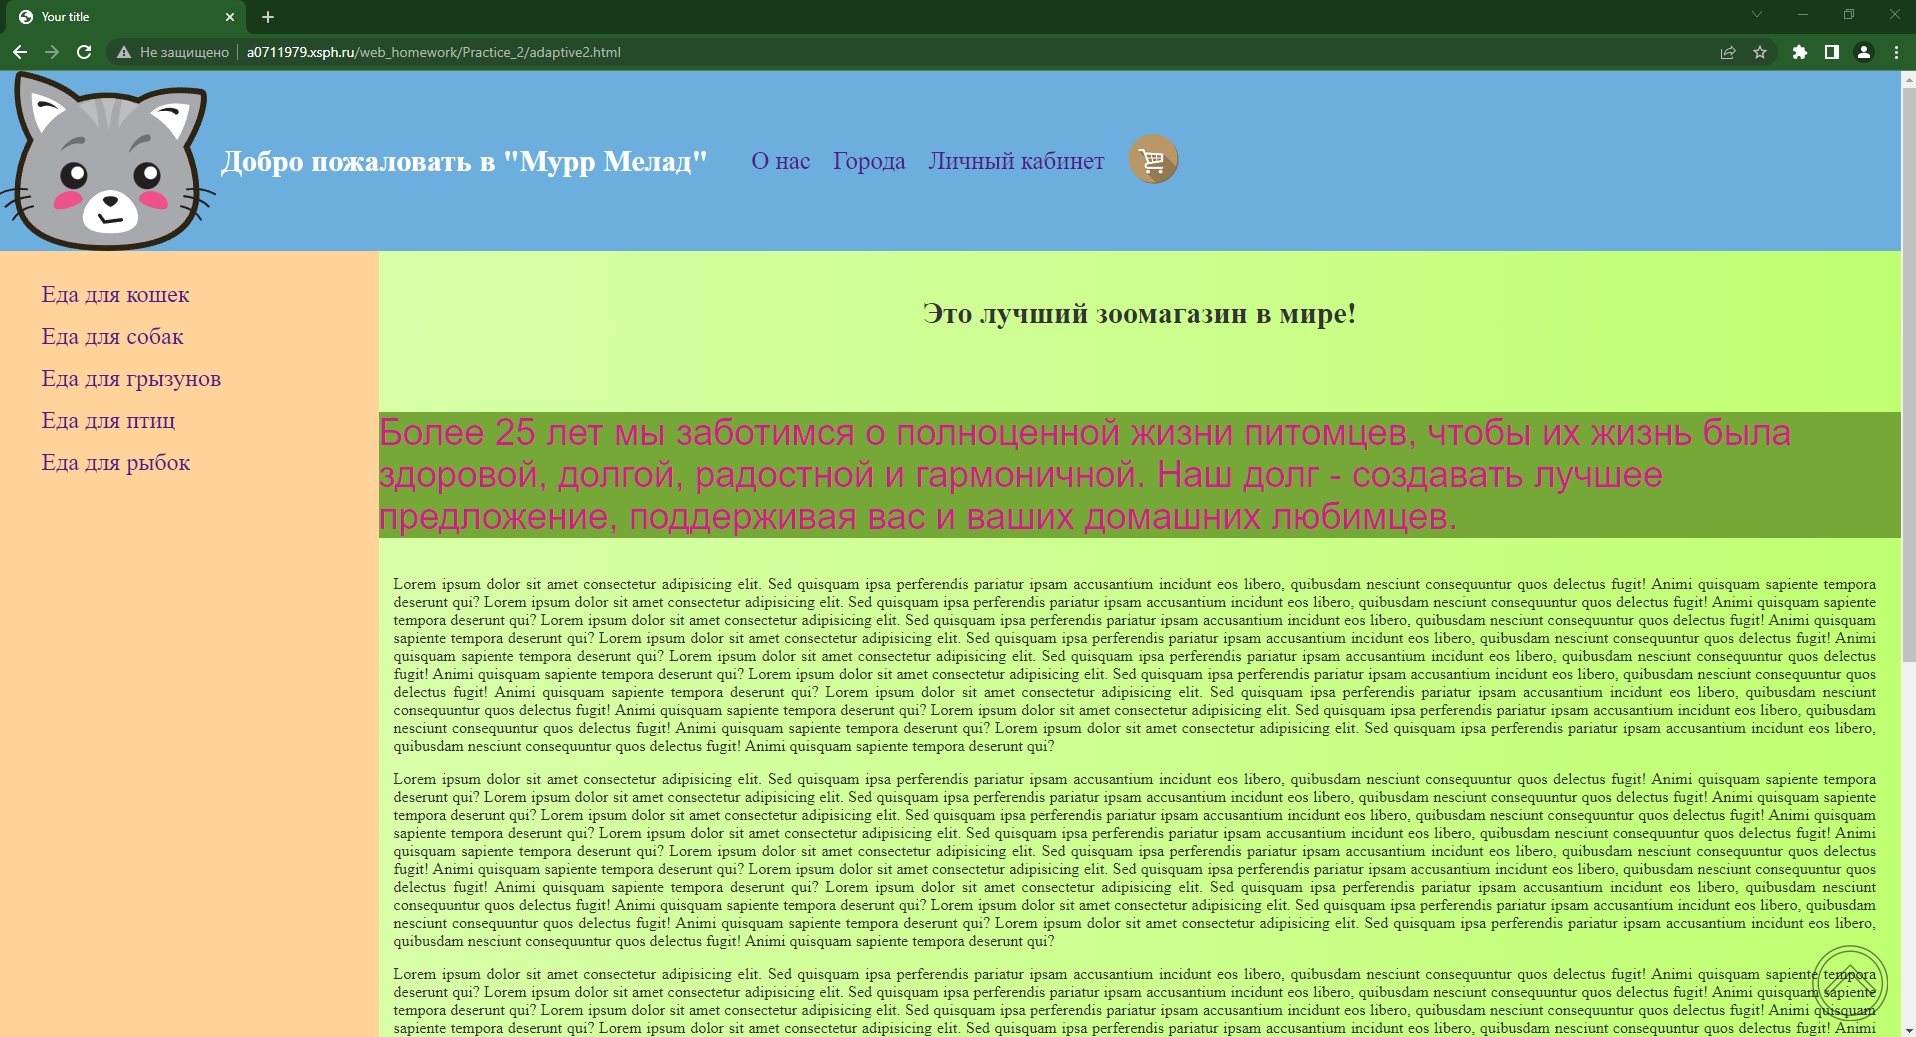 Your title
Не защищено | a0711979.xsph.ru/web_homework/Practice_2/adaptive2.html
Добро пожаловать в "Мурр Мелад" О нас Города Личный кабинет
Еда для кошек
Еда для собак
Еда для грызунов
Еда для птиц
Еда для рыбок
Это лучший зоомагазин в мире!
Более 25 лет мы заботимся о полноценной жизни питомцев, чтобы их жизнь была
здоровой, долгой, радостной и гармоничной. Наш долг - создавать лучшее
предложение, поддерживая вас и ваших домашних любимцев.
Lorem ipsum dolor sit amet consectetur adipisicing elit. Sed quisquam ipsa perferendis pariatur ipsam accusantium incidunt eos libero, quibusdam nesciunt consequuntur quos delectus fugit! Animi quisquam sapiente tempora
deserunt qui? Lorem ipsum dolor sit amet consectetur adipisicing elit. Sed quisquam ipsa perferendis pariatur ipsam accusantium incidunt eos libero, quibusdam nesciunt consequuntur quos delectus fugit! Animi quisquam sapiente
tempora deserunt qui? Lorem ipsum dolor sit amet consectetur adipisicing elit. Sed quisquam ipsa perferendis pariatur ipsam accusantium incidunt eos libero, quibusdam nesciunt consequuntur quos delectus fugit! Animi quisquam
sapiente tempora deserunt qui? Lorem ipsum dolor sit amet consectetur adipisicing elit. Sed quisquam ipsa perferendis pariatur ipsam accusantium incidunt eos libero, quibusdam nesciunt consequuntur quos delectus fugit! Animi
quisquam sapiente tempora deserunt qui? Lorem ipsum dolor sit amet consectetur adipisicing elit. Sed quisquam ipsa perferendis pariatur ipsam accusantium incidunt eos libero, quibusdam nesciunt consequuntur quos delectus
fugit! Animi quisquam sapiente tempora deserunt qui? Lorem ipsum dolor sit amet consectetur adipisicing elit. Sed quisquam ipsa perferendis pariatur ipsam accusantium incidunt eos libero, quibusdam nesciunt consequuntur quos
delectus fugit! Animi quisquam sapiente tempora deserunt qui? Lorem ipsum dolor sit amet consectetur adipisicing elit. Sed quisquam ipsa perferendis pariatur ipsam accusantium incidunt eos libero, quibusdam nesciunt
consequuntur quos delectus fugit! Animi quisquam sapiente tempora deserunt qui? Lorem ipsum dolor sit amet consectetur adipisicing elit. Sed quisquam ipsa perferendis pariatur ipsam accusantium incidunt eos libero, quibusdam
nesciunt consequuntur quos delectus fugit! Animi quisquam sapiente tempora deserunt qui? Lorem ipsum dolor sit amet consectetur adipisicing elit. Sed quisquam ipsa perferendis pariatur ipsam accusantium incidunt eos libero,
quibusdam nesciunt consequuntur quos delectus fugit! Animi quisquam sapiente tempora deserunt qui?
Lorem ipsum dolor sit amet consectetur adipisicing elit. Sed quisquam ipsa perferendis pariatur ipsam accusantium incidunt eos libero, quibusdam nesciunt consequuntur quos delectus fugit! Animi quisquam sapiente tempora
deserunt qui? Lorem ipsum dolor sit amet consectetur adipisicing elit. Sed quisquam ipsa perferendis pariatur ipsam accusantium incidunt eos libero, quibusdam nesciunt consequuntur quos delectus fugit! Animi quisquam sapiente
tempora deserunt qui? Lorem ipsum dolor sit amet consectetur adipisicing elit. Sed quisquam ipsa perferendis pariatur ipsam accusantium incidunt eos libero, quibusdam nesciunt consequuntur quos delectus fugit! Animi quisquam
sapiente tempora deserunt qui? Lorem ipsum dolor sit amet consectetur adipisicing elit. Sed quisquam ipsa perferendis pariatur ipsam accusantium incidunt eos libero, quibusdam nesciunt consequuntur quos delectus fugit! Animi
quisquam sapiente tempora deserunt qui? Lorem ipsum dolor sit amet consectetur adipisicing elit. Sed quisquam ipsa perferendis pariatur ipsam accusantium incidunt eos libero, quibusdam nesciunt consequuntur quos delectus
fugit! Animi quisquam sapiente tempora deserunt qui? Lorem ipsum dolor sit amet consectetur adipisicing elit. Sed quisquam ipsa perferendis pariatur ipsam accusantium incidunt eos libero, quibusdam nesciunt consequuntur quos
delectus fugit! Animi quisquam sapiente tempora deserunt qui? Lorem ipsum dolor sit amet consectetur adipisicing elit. Sed quisquam ipsa perferendis pariatur ipsam accusantium incidunt eos libero, quibusdam nesciunt
consequuntur quos delectus fugit! Animi quisquam sapiente tempora deserunt qui? Lorem ipsum dolor sit amet consectetur adipisicing elit. Sed quisquam ipsa perferendis pariatur ipsam accusantium incidunt eos libero, quibusdam
nesciunt consequuntur quos delectus fugit! Animi quisquam sapiente tempora deserunt qui? Lorem ipsum dolor sit amet consectetur adipisicing elit. Sed quisquam ipsa perferendis pariatur ipsam accusantium incidunt eos libero,
quibusdam nesciunt consequuntur quos delectus fugit! Animi quisquam sapiente tempora deserunt qui?
Lorem ipsum dolor sit amet consectetur adipisicing elit. Sed quisquam ipsa perferendis pariatur ipsam accusantium incidunt eos libero, quibusdam nesciunt consequuntur quos delectus fugit! Animi quisquam sapiente tempora
deserunt qui? Lorem ipsum dolor sit amet consectetur adipisicing elit. Sed quisquam ipsa perferendis pariatur ipsam accusantium incidunt eos libero, quibusdam nesciunt consequuntur quos delectus fugit! Animi quisquam sapiente
tempora deserunt qui? Lorem ipsum dolor sit amet consectetur adipisicing elit. Sed quisquam ipsa perferendis pariatur ipsam accusantium incidunt eos libero, quibusdam nesciunt consequuntur quos delectus fugit! Animi quisquam
sapiente tempora deserunt qui? Lorem ipsum dolor sit amet consectetur adipisicing elit. Sed quisquam ipsa perferendis pariatur ipsam accusantium incidunt eos libero, quibusdam nesciunt consequuntur quos delectus fugit! Animi